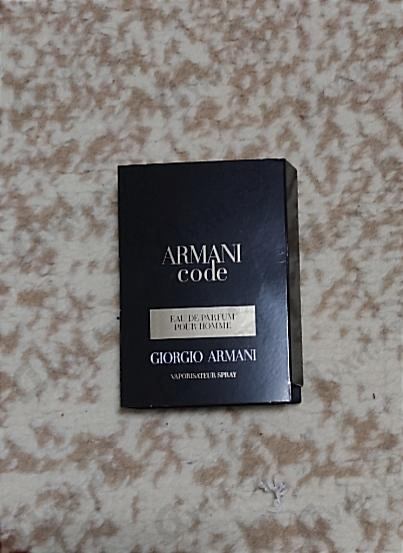 ARMANI
code
EAU DE PARFUM
POUR HOMME
GIORGIO ARMANI
VAPORISATEUR SPRAY